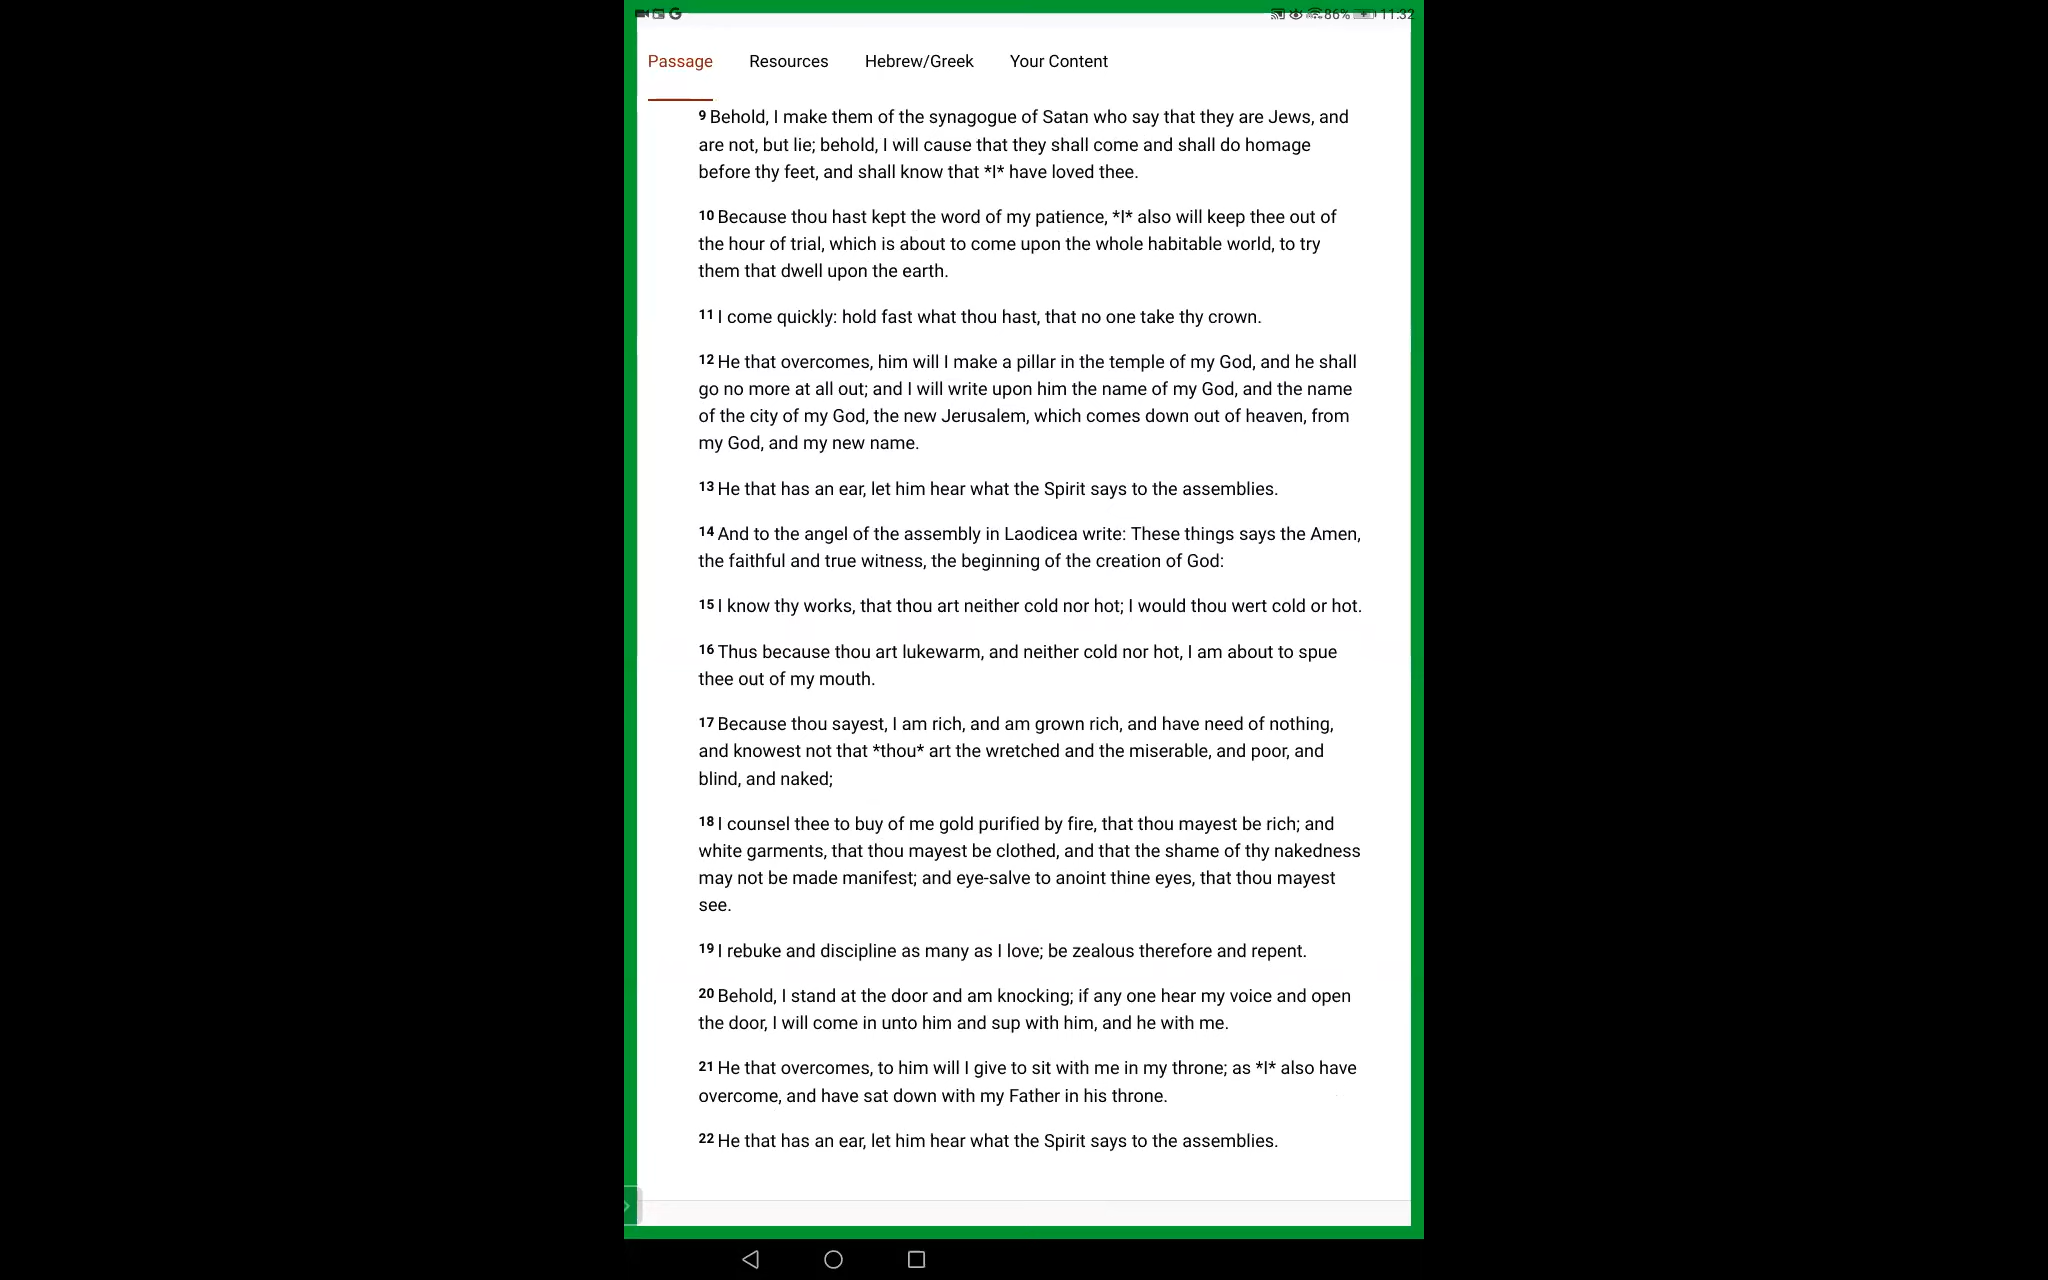 G 86% 11:32
Passage Resources Hebrew/Greek Your Content
9 Behold, I make them of the synagogue of Satan who say that they are Jews, and
are not, but lie; behold, I will cause that they shall come and shall do homage
before thy feet, and shall know that *I* have loved thee.
10 Because thou hast kept the word of my patience, *I* also will keep thee out of
the hour of trial, which is about to come upon the whole habitable world, to try
them that dwell upon the earth.
11 I come quickly: hold fast what thou hast, that no one take thy crown.
12 He that overcomes, him will I make a pillar in the temple of my God, and he shall
go no more at all out; and I will write upon him the name of my God, and the name
of the city of my God, the new Jerusalem, which comes down out of heaven, from
my God, and my new name.
13 He that has an ear, let him hear what the Spirit says to the assemblies.
14 And to the angel of the assembly in Laodicea write: These things says the Amen,
the faithful and true witness, the beginning of the creation of God:
15 I know thy works, that thou art neither cold nor hot; I would thou wert cold or hot.
16 Thus because thou art lukewarm, and neither cold nor hot, I am about to spue
thee out of my mouth.
17 Because thou sayest, I am rich, and am grown rich, and have need of nothing,
and knowest not that *thou* art the wretched and the miserable, and poor, and
blind, and naked;
18 I counsel thee to buy of me gold purified by fire, that thou mayest be rich; and
white garments, that thou mayest be clothed, and that the shame of thy nakedness
may not be made manifest; and eye-salve to anoint thine eyes, that thou mayest
see.
19 I rebuke and discipline as many as I love; be zealous therefore and repent.
20 Behold, I stand at the door and am knocking; if any one hear my voice and open
the door, I will come in unto him and sup with him, and he with me.
21 He that overcomes, to him will I give to sit with me in my throne; as *I* also have
overcome, and have sat down with my Father in his throne.
22 He that has an ear, let him hear what the Spirit says to the assemblies.